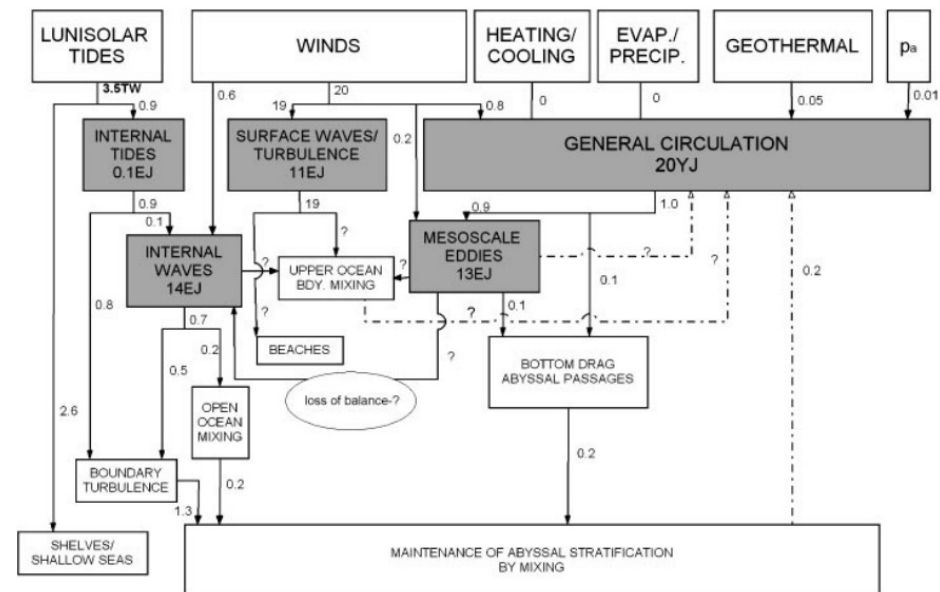 LUNISOLAR
TIDES
WINDS
HEATING/
COOLING
EVAP./
PRECIP.
GEOTHERMAL
pa
3.5TW
0.9
0.6
20
19
0.2
0.8
0
0
0.05
0.01
INTERNAL
TIDES
0.1EJ
SURFACE WAVES/
TURBULENCE
11EJ
GENERAL CIRCULATION
20YJ
0.9
0.1
19
0.9
1.0
INTERNAL
WAVES
14EJ
?
?
UPPER OCEAN
BDY. MIXING
?
MESOSCALE
EDDIES
13EJ
?
?
0.1
0.2
0.8
0.7
?
0.1
?
0.2
0.5
BEACHES
?
BOTTOM DRAG
ABYSSAL PASSAGES
loss of balance-?
OPEN
OCEAN
MIXING
2.6
BOUNDARY
TURBULENCE
0.2
0.2
1.3
SHELVES/
SHALLOW SEAS
MAINTENANCE OF ABYSSAL STRATIFICATION
BY MIXING